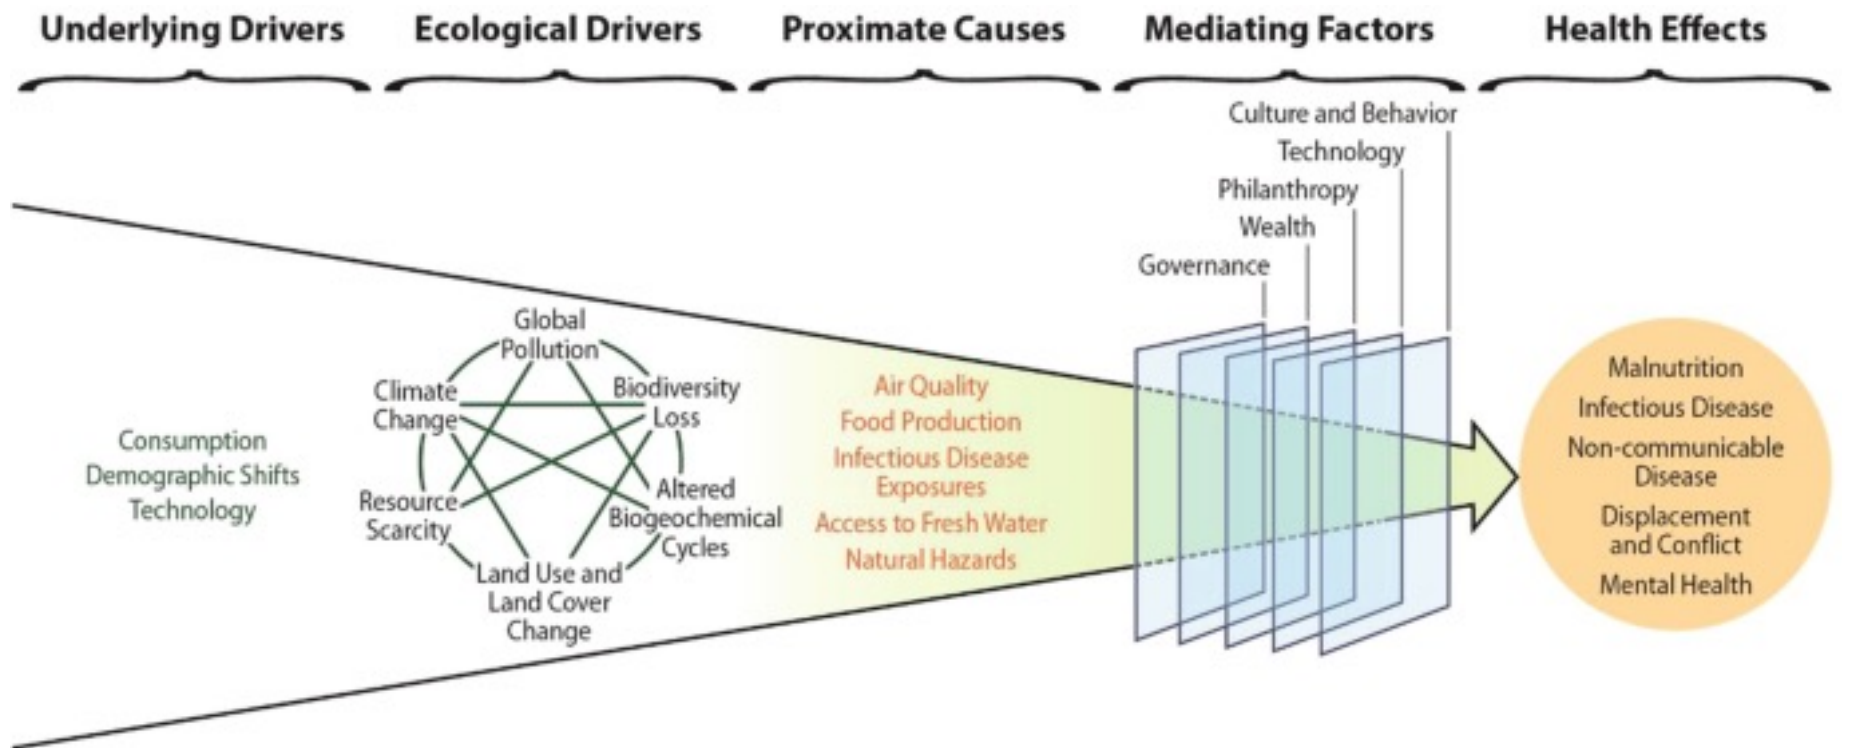 Underlying Drivers
Ecological Drivers
Proximate Causes
Mediating Factors
Health Effects
Consumption
Demographic Shifts
Technology
Global
Pollution
Climate
Change
Biodiversity
Loss
Resource
Scarcity
Altered
Biogeochemical
Cycles
Land Use and
Land Cover
Change
Air Quality
Food Production
Infectious Disease
Exposures
Access to Fresh Water
Natural Hazards
Culture and Behavior
Technology
Philanthropy
Wealth
Governance
Malnutrition
Infectious Disease
Non-communicable
Disease
Displacement
and Conflict
Mental Health